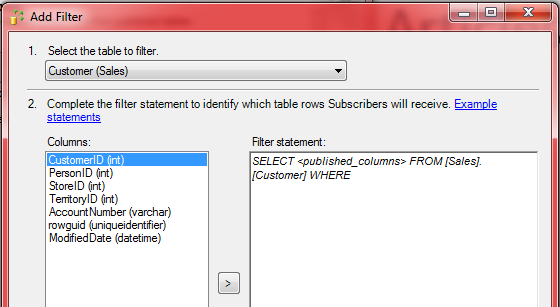 Add Filter
1. Select the table to filter.
Customer (Sales)
2. Complete the filter statement to identify which table rows Subscribers will receive. Example
statements
Columns:
CustomerID (int)
PersonID (int)
StoreID (int)
TerritoryID (int)
AccountNumber (varchar)
rowguid (uniqueidentifier)
ModifiedDate (datetime)
>
Filter statement:
SELECT <published_columns> FROM [Sales].
[Customer] WHERE